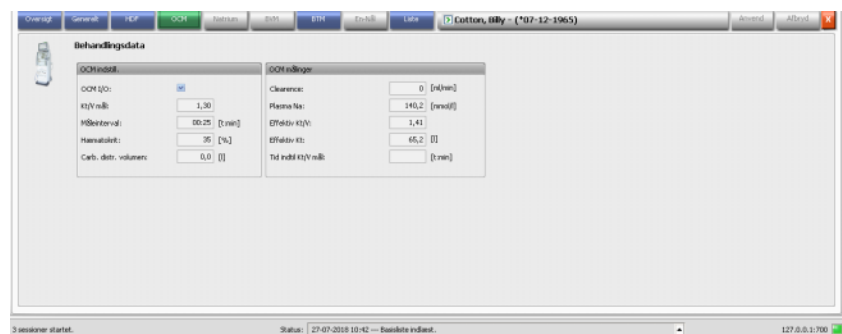 Oversigt Generelt HDF OCM Natrium BVM BTM En-Nål Liste Cotton, Billy - (*07-12-1965) Anvend Afbryd
Behandlingsdata
OCM indstill.
OCM I/O:
Kt/V mål: 1,30
Måleinterval: 00:25 [t:min]
Hæmatokrit: 35 [%]
Carb. distr. volumen: 0,0 [l]
OCM målinger
Clearence: 0 [ml/min]
Plasma Na: 140,2 [mmol/l]
Effektiv Kt/V: 1,41
Effektiv Kt: 65,2 [l]
Tid indtil Kt/V mål: [t:min]
3 sessioner startet. Status: 27-07-2018 10:42 --- Basisliste indlæst. 127.0.0.1:700